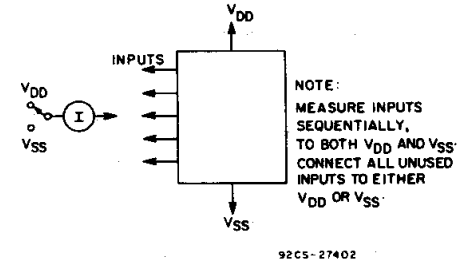 VDD
INPUTS
VDD
I
VSS
NOTE:
MEASURE INPUTS
SEQUENTIALLY,
TO BOTH VDD AND VSS.
CONNECT ALL UNUSED
INPUTS TO EITHER
VDD OR VSS.
VSS
92CS-27402